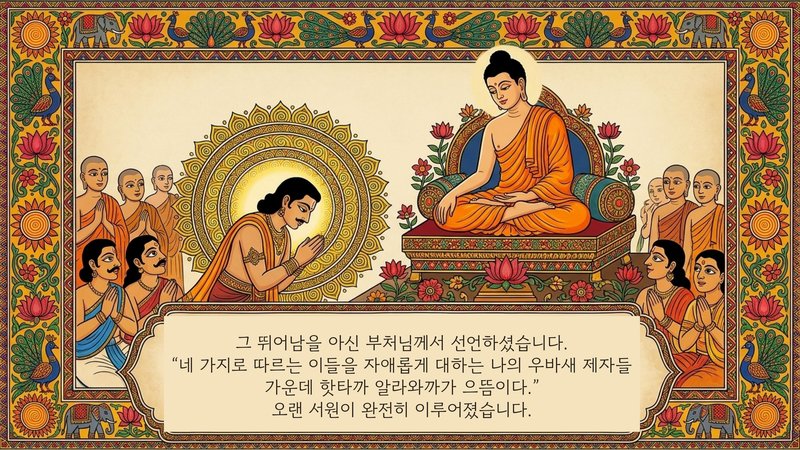 그 뛰어남을 아신 부처님께서 선언하셨습니다.
“네 가지로 따르는 이들을 자애롭게 대하는 나의 우바새 제자들
가운데 핫타까 알라와까가 으뜸이다.”
오랜 서원이 완전히 이루어졌습니다.